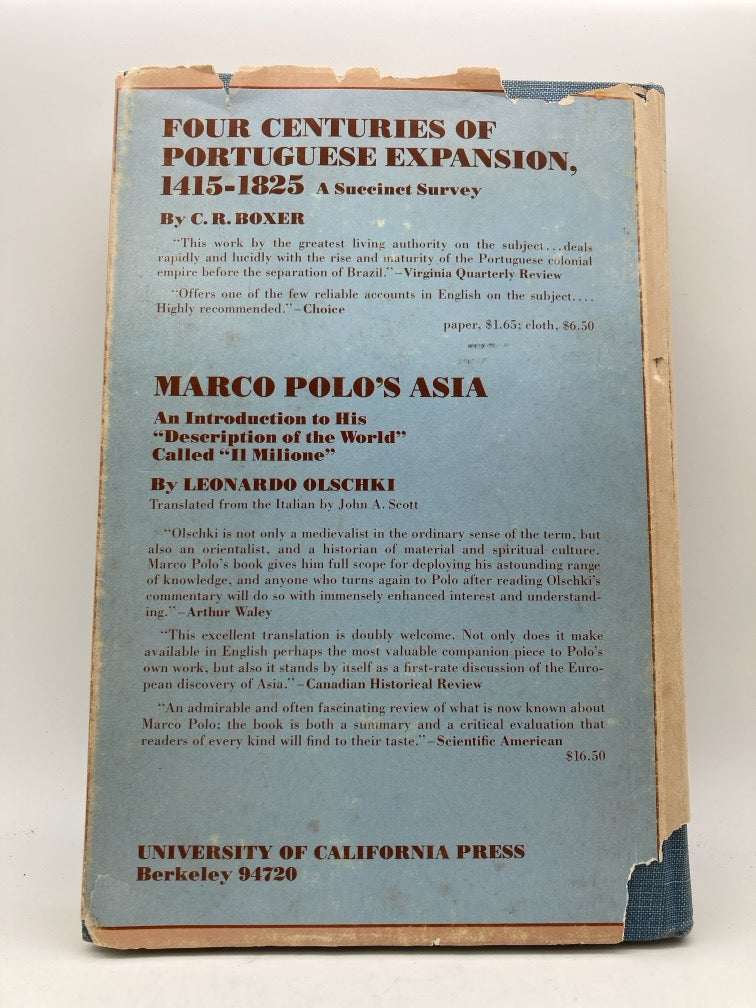 FOUR CENTURIES OF
PORTUGUESE EXPANSION,
1415-1825 A Succinct Survey
By C. R. BOXER
"This work by the greatest living authority on the subject...deals
rapidly and lucidly with the rise and maturity of the Portuguese colonial
empire before the separation of Brazil."–Virginia Quarterly Review
"Offers one of the few reliable accounts in English on the subject....
Highly recommended."–Choice
paper, $1.65; cloth, $6.50
MARCO POLO'S ASIA
An Introduction to His
"Description of the World"
Called "Il Milione"
By LEONARDO OLSCHKI
Translated from the Italian by John A. Scott
"Olschki is not only a medievalist in the ordinary sense of the term, but
also an orientalist, and a historian of material and spiritual culture.
Marco Polo's book gives him full scope for deploying his astounding range
of knowledge, and anyone who turns again to Polo after reading Olschki's
commentary will do so with immensely enhanced interest and understand-
ing."–Arthur Waley
"This excellent translation is doubly welcome. Not only does it make
available in English perhaps the most valuable companion piece to Polo's
own work, but also it stands by itself as a first-rate discussion of the Euro-
pean discovery of Asia."–Canadian Historical Review
"An admirable and often fascinating review of what is now known about
Marco Polo; the book is both a summary and a critical evaluation that
readers of every kind will find to their taste."–Scientific American
$16.50
UNIVERSITY OF CALIFORNIA PRESS
Berkeley 94720